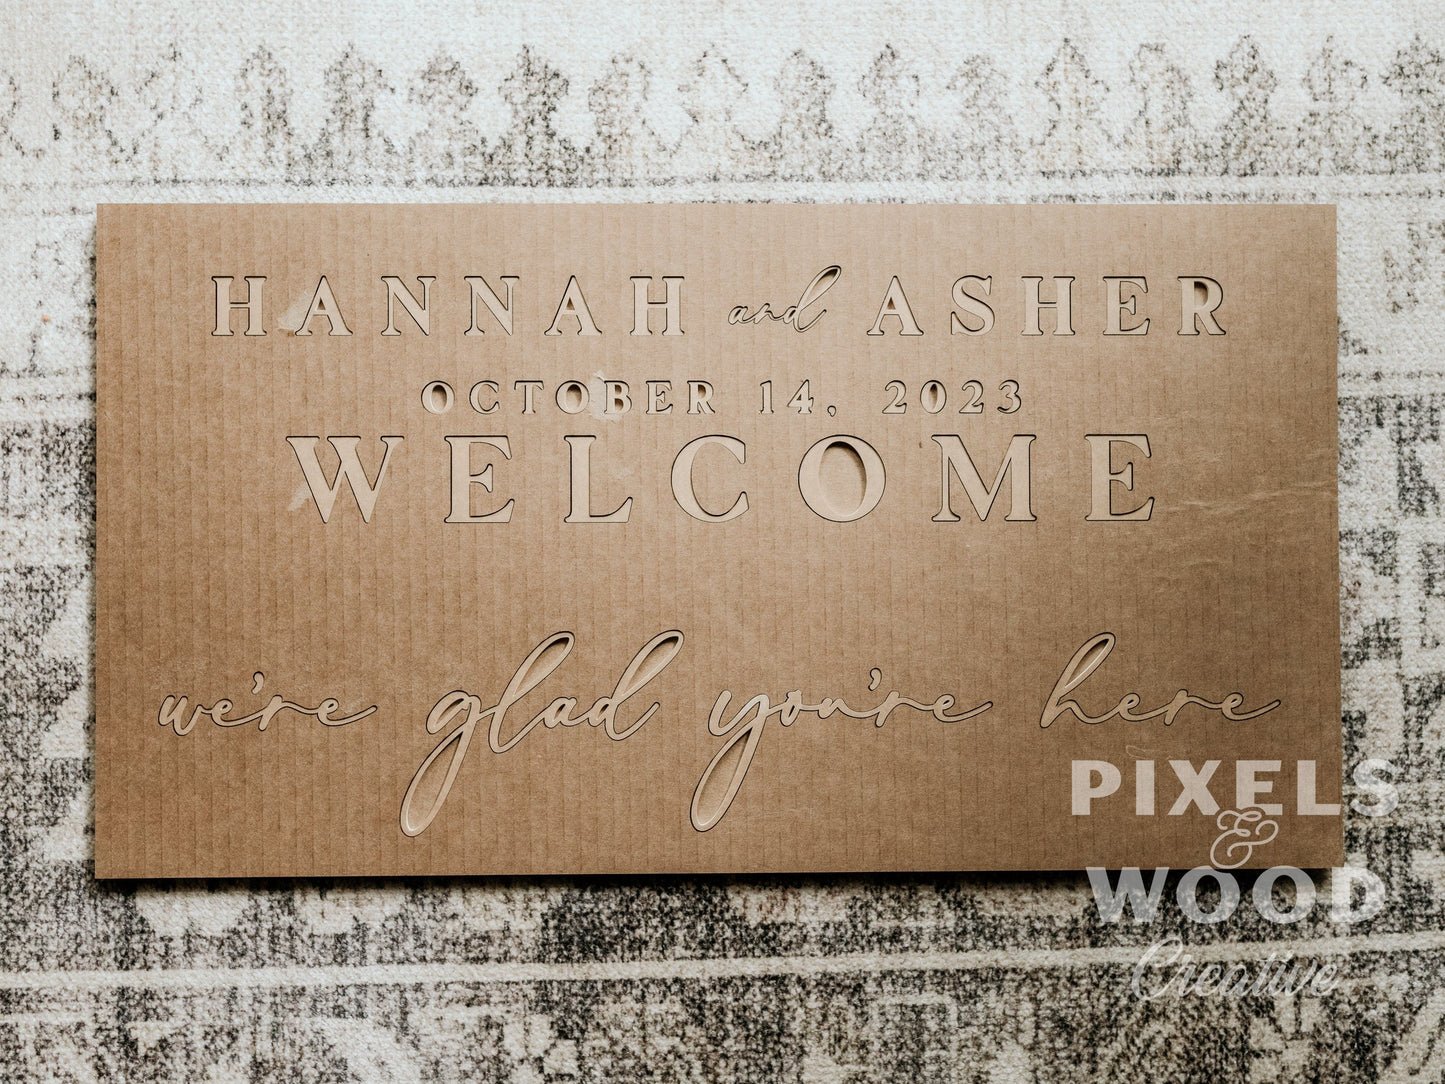 HANNAH and ASHER
OCTOBER 14, 2023
WELCOME
we're glad you're here
PIXELS
&
WOOD
Creative